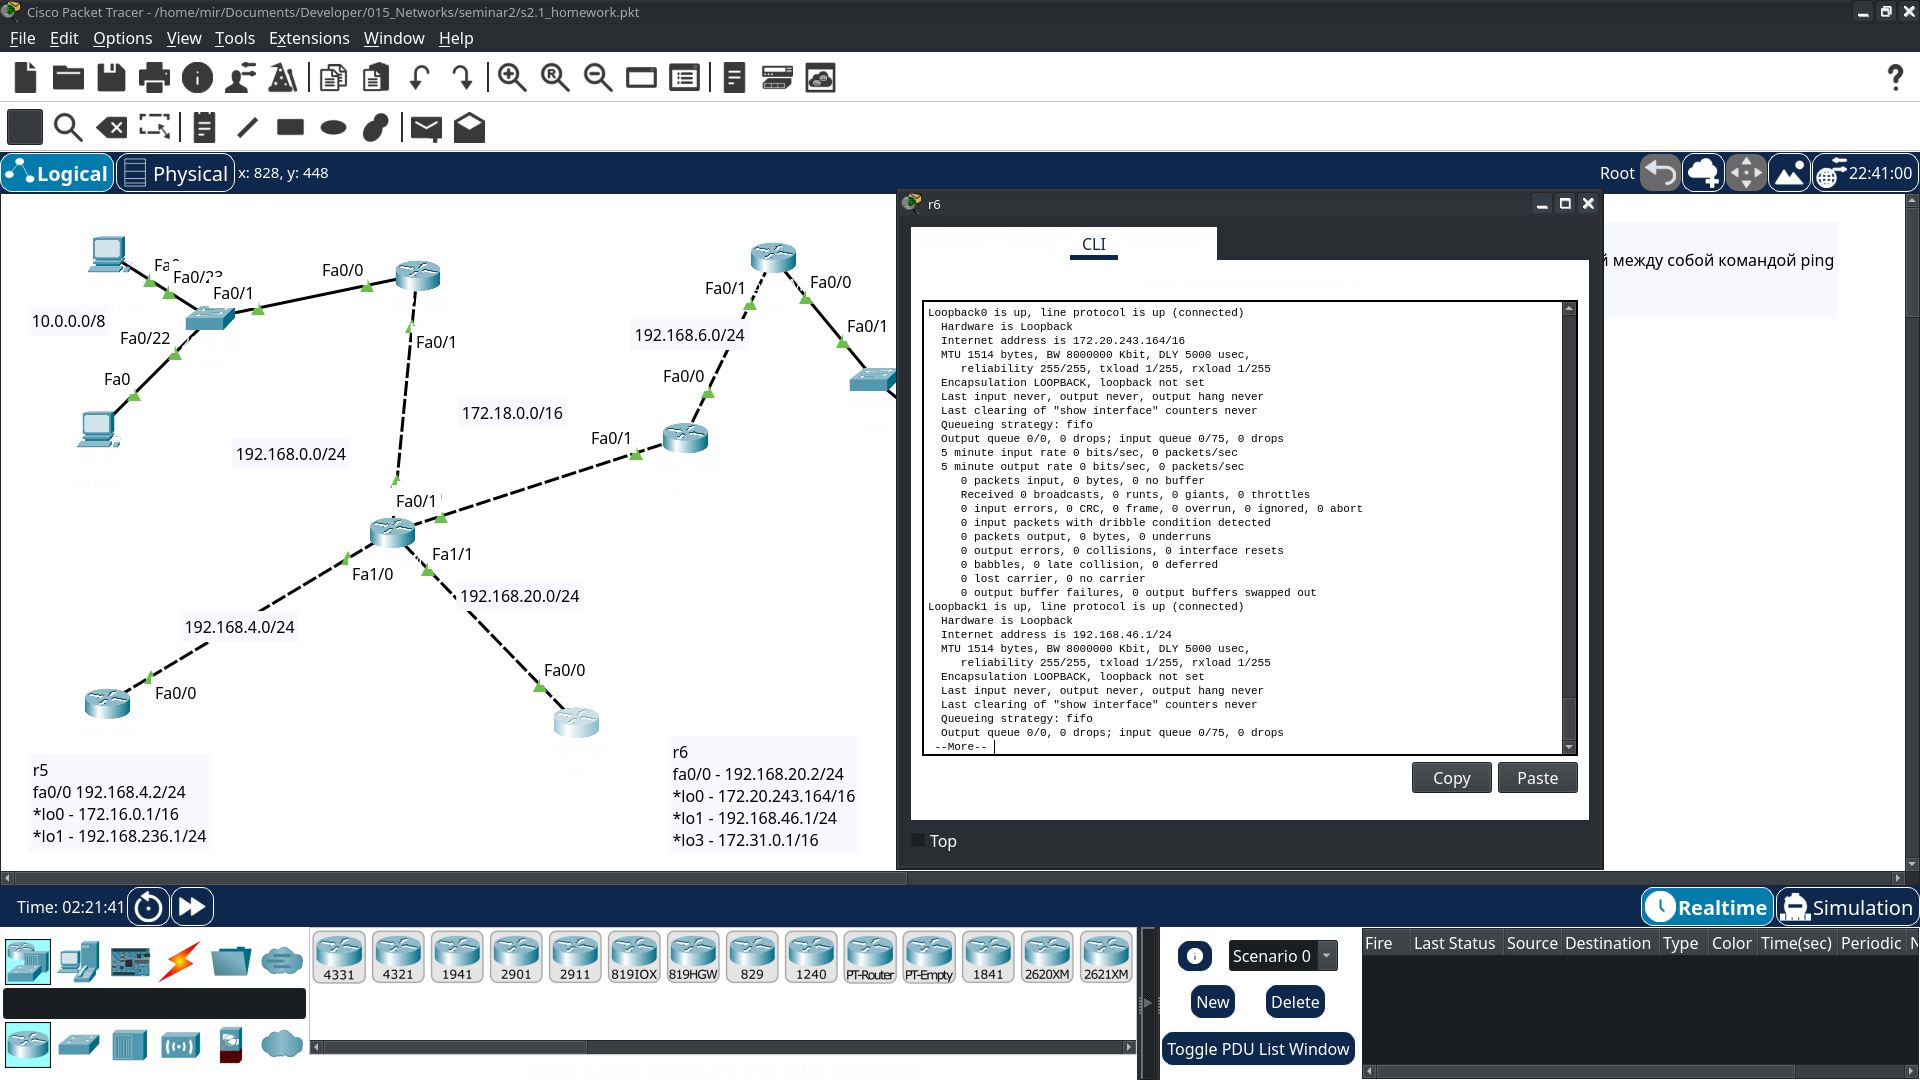 Cisco Packet Tracer - /home/mir/Documents/Developer/015_Networks/seminar2/s2.1_homework.pkt
File Edit Options View Tools Extensions Window Help
Logical Physical x: 828, y: 448
Root 22:41:00
Fa0/23
Fa0/1
Fa0/0
10.0.0.0/8
Fa0/22
Fa0/1
Fa0
192.168.0.0/24
172.18.0.0/16
Fa0/1
Fa0/0
192.168.6.0/24
Fa0/1
Fa0/0
Fa0/1
Fa0/1
Fa1/1
Fa1/0
192.168.20.0/24
192.168.4.0/24
Fa0/0
Fa0/0
r5
fa0/0 192.168.4.2/24
*lo0 - 172.16.0.1/16
*lo1 - 192.168.236.1/24
r6
fa0/0 - 192.168.20.2/24
*lo0 - 172.20.243.164/16
*lo1 - 192.168.46.1/24
*lo3 - 172.31.0.1/16
r6
CLI
между собой командой ping
Loopback0 is up, line protocol is up (connected)
Hardware is Loopback
Internet address is 172.20.243.164/16
MTU 1514 bytes, BW 8000000 Kbit, DLY 5000 usec,
reliability 255/255, txload 1/255, rxload 1/255
Encapsulation LOOPBACK, loopback not set
Last input never, output never, output hang never
Last clearing of "show interface" counters never
Queueing strategy: fifo
Output queue 0/0, 0 drops; input queue 0/75, 0 drops
5 minute input rate 0 bits/sec, 0 packets/sec
5 minute output rate 0 bits/sec, 0 packets/sec
0 packets input, 0 bytes, 0 no buffer
Received 0 broadcasts, 0 runts, 0 giants, 0 throttles
0 input errors, 0 CRC, 0 frame, 0 overrun, 0 ignored, 0 abort
0 input packets with dribble condition detected
0 packets output, 0 bytes, 0 underruns
0 output errors, 0 collisions, 0 interface resets
0 babbles, 0 late collision, 0 deferred
0 lost carrier, 0 no carrier
0 output buffer failures, 0 output buffers swapped out
Loopback1 is up, line protocol is up (connected)
Hardware is Loopback
Internet address is 192.168.46.1/24
MTU 1514 bytes, BW 8000000 Kbit, DLY 5000 usec,
reliability 255/255, txload 1/255, rxload 1/255
Encapsulation LOOPBACK, loopback not set
Last input never, output never, output hang never
Last clearing of "show interface" counters never
Queueing strategy: fifo
Output queue 0/0, 0 drops; input queue 0/75, 0 drops
--More--
Copy Paste
Top
Time: 02:21:41
Realtime Simulation
4331 4321 1941 2901 2911 819IOX 819HGW 829 1240 PT-Router PT-Empty 1841 2620XM 2621XM
Scenario 0
New Delete
Toggle PDU List Window
Fire Last Status Source Destination Type Color Time(sec) Periodic N